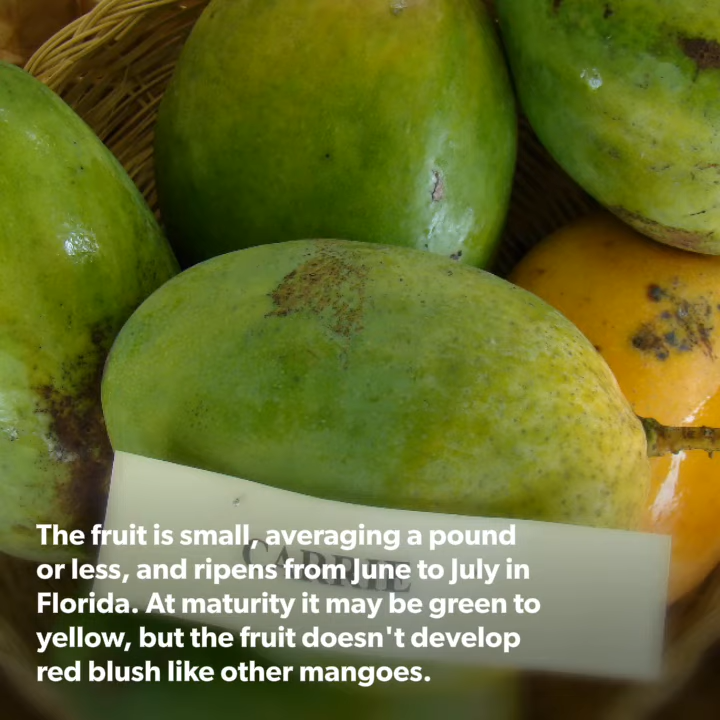 CARRIE
The fruit is small, averaging a pound
or less, and ripens from June to July in
Florida. At maturity it may be green to
yellow, but the fruit doesn't develop
red blush like other mangoes.